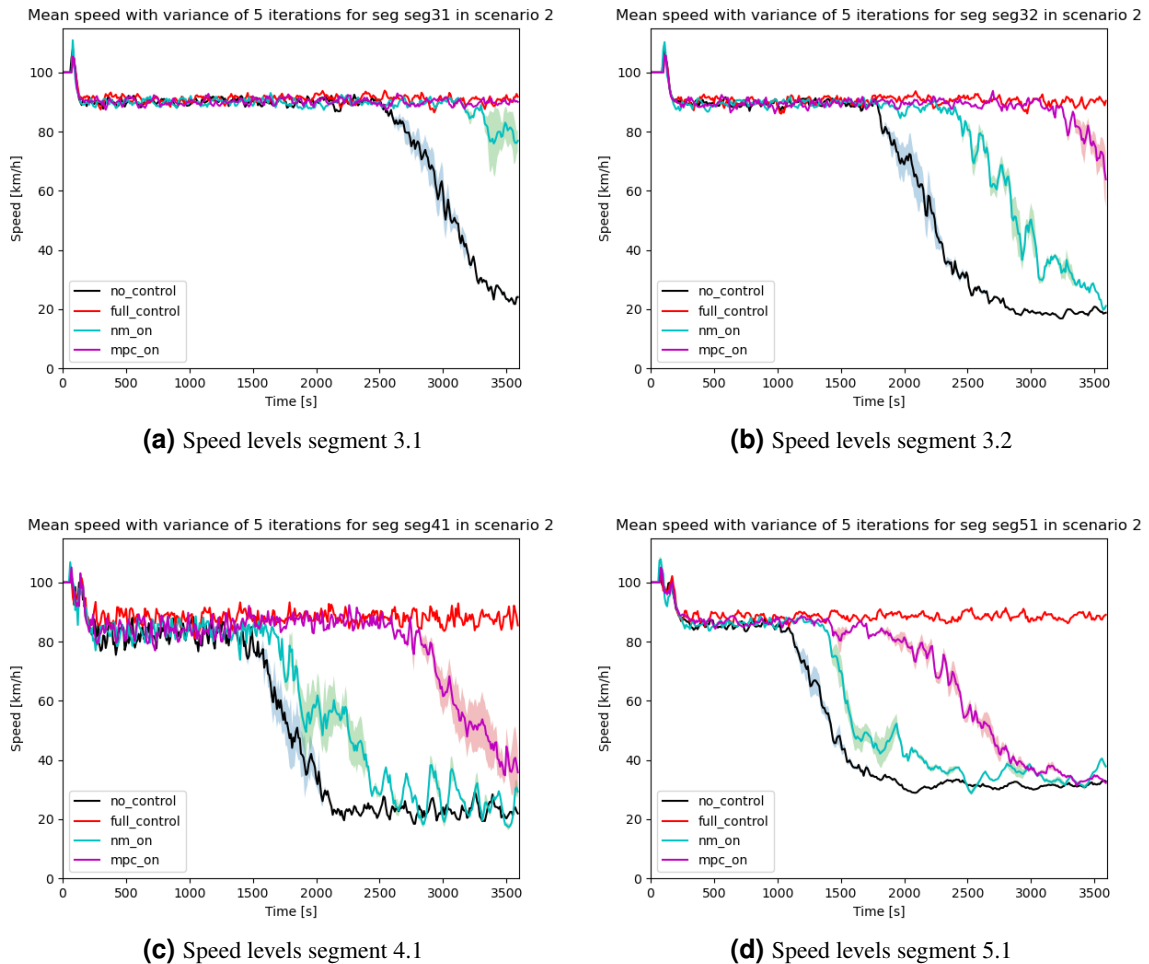 Mean speed with variance of 5 iterations for seg seg31 in scenario 2
Speed [km/h]
100
80
60
40
20
0
no_control
full_control
nm_on
mpc_on
0 500 1000 1500 2000 2500 3000 3500
Time [s]
(a) Speed levels segment 3.1
Mean speed with variance of 5 iterations for seg seg32 in scenario 2
Speed [km/h]
100
80
60
40
20
0
no_control
full_control
nm_on
mpc_on
0 500 1000 1500 2000 2500 3000 3500
Time [s]
(b) Speed levels segment 3.2
Mean speed with variance of 5 iterations for seg seg41 in scenario 2
Speed [km/h]
100
80
60
40
20
0
no_control
full_control
nm_on
mpc_on
0 500 1000 1500 2000 2500 3000 3500
Time [s]
(c) Speed levels segment 4.1
Mean speed with variance of 5 iterations for seg seg51 in scenario 2
Speed [km/h]
100
80
60
40
20
0
no_control
full_control
nm_on
mpc_on
0 500 1000 1500 2000 2500 3000 3500
Time [s]
(d) Speed levels segment 5.1